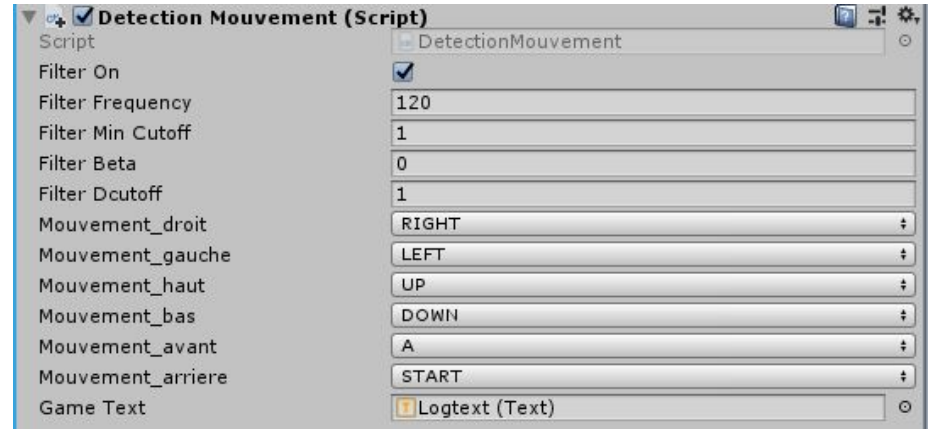 Detection Mouvement (Script)
Script DetectionMouvement
Filter On
Filter Frequency 120
Filter Min Cutoff 1
Filter Beta 0
Filter Dcutoff 1
Mouvement_droit RIGHT
Mouvement_gauche LEFT
Mouvement_haut UP
Mouvement_bas DOWN
Mouvement_avant A
Mouvement_arriere START
Game Text Logtext (Text)